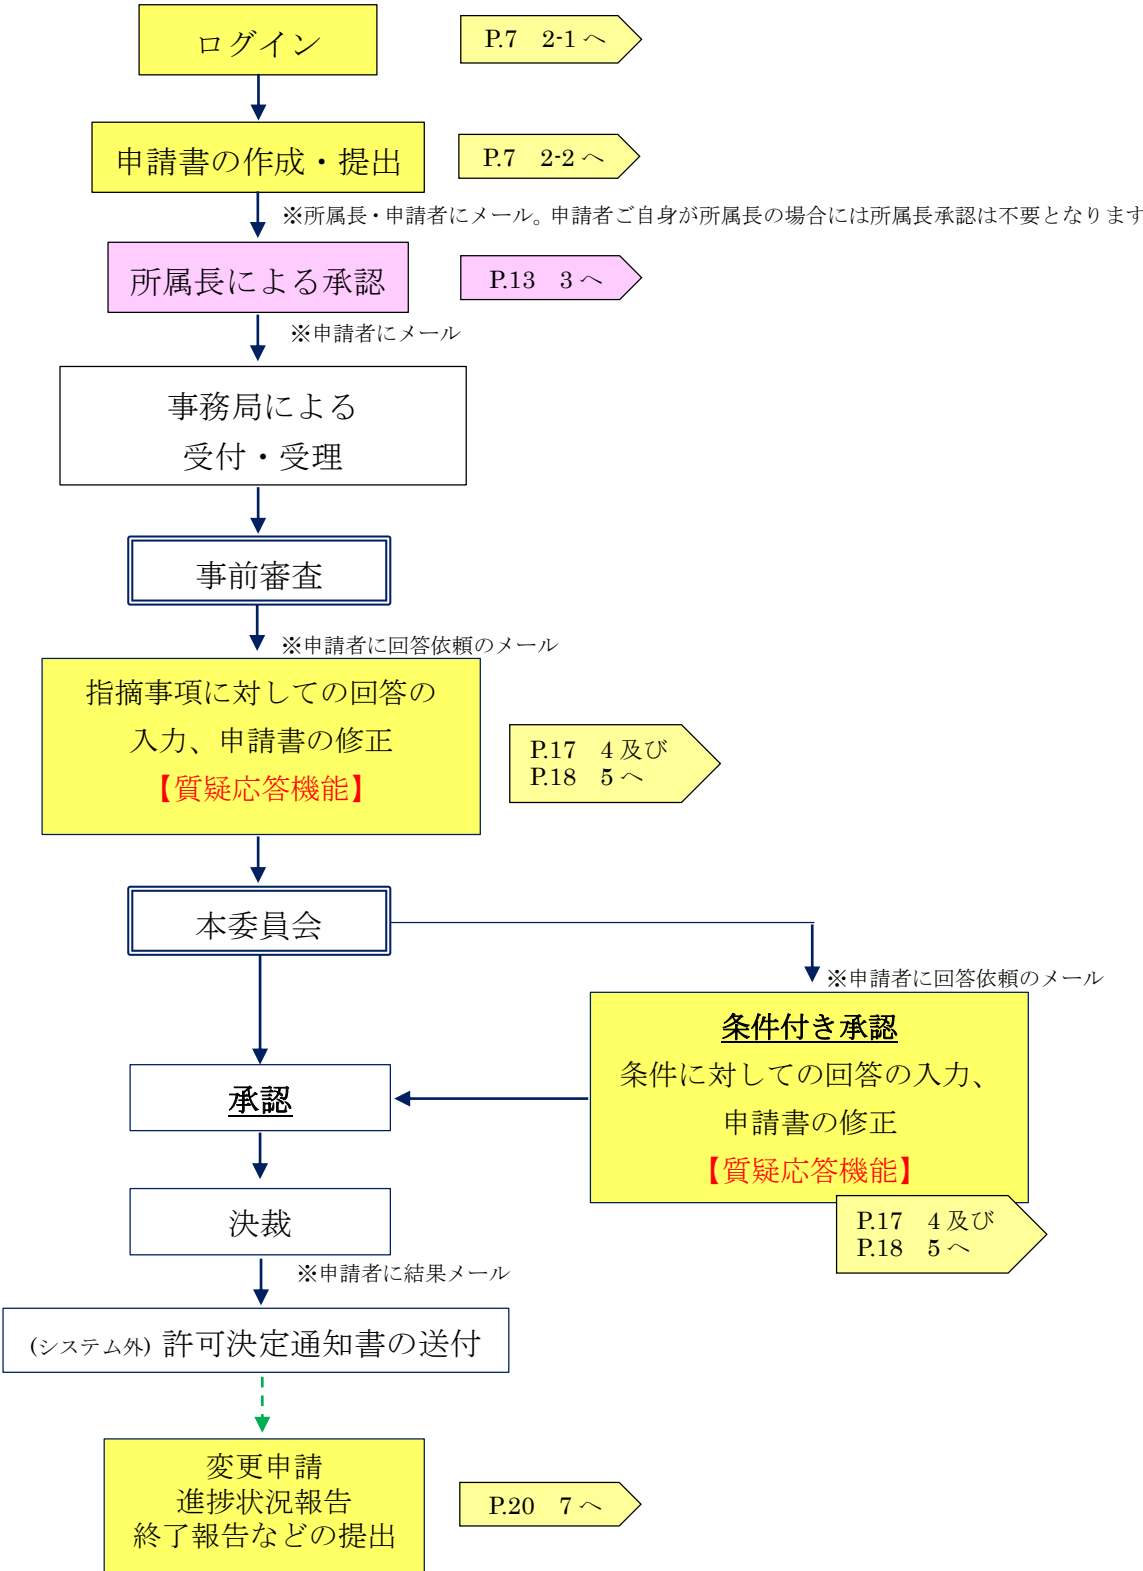 ログイン
P.7 2-1 へ
申請書の作成・提出
P.7 2-2 へ
※所属長・申請者にメール。申請者ご自身が所属長の場合には所属長承認は不要となります
所属長による承認
P.13 3 へ
※申請者にメール
事務局による
受付・受理
事前審査
※申請者に回答依頼のメール
指摘事項に対しての回答の
入力、申請書の修正
【質疑応答機能】
P.17 4 及び
P.18 5 へ
本委員会
※申請者に回答依頼のメール
条件付き承認
条件に対しての回答の入力、
申請書の修正
【質疑応答機能】
P.17 4 及び
P.18 5 へ
承認
決裁
※申請者に結果メール
(システム外) 許可決定通知書の送付
変更申請
進捗状況報告
終了報告などの提出
P.20 7 へ